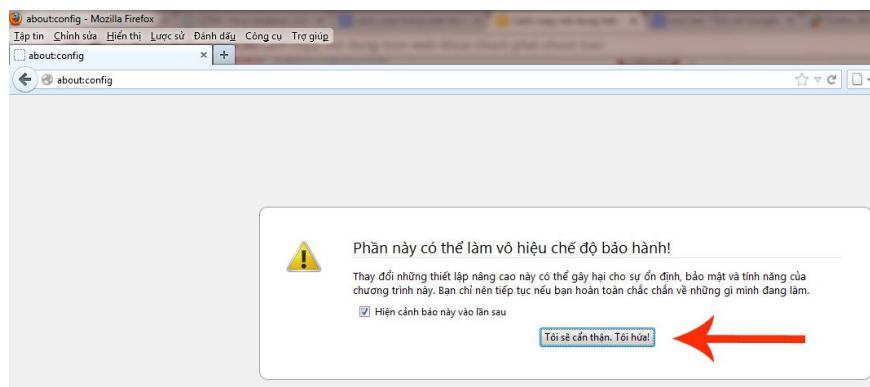 about:config - Mozilla Firefox
Tập tin Chỉnh sửa Hiển thị Lược sử Đánh dấu Công cụ Trợ giúp
about:config
about:config
Phần này có thể làm vô hiệu chế độ bảo hành!
Thay đổi những thiết lập nâng cao này có thể gây hại cho sự ổn định, bảo mật và tính năng của
chương trình này. Bạn chỉ nên tiếp tục nếu bạn hoàn toàn chắc chắn về những gì mình đang làm.
Hiện cảnh báo này vào lần sau
Tôi sẽ cẩn thận. Tôi hứa!